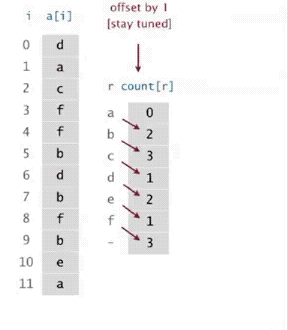 offset by 1
[stay tuned]
i a[i]
r count[r]
0 d
1 a
2 c
3 f
4 f
5 b
6 d
7 b
8 f
9 b
10 e
11 a
a 0
b 2
c 3
d 1
e 2
f 1
- 3